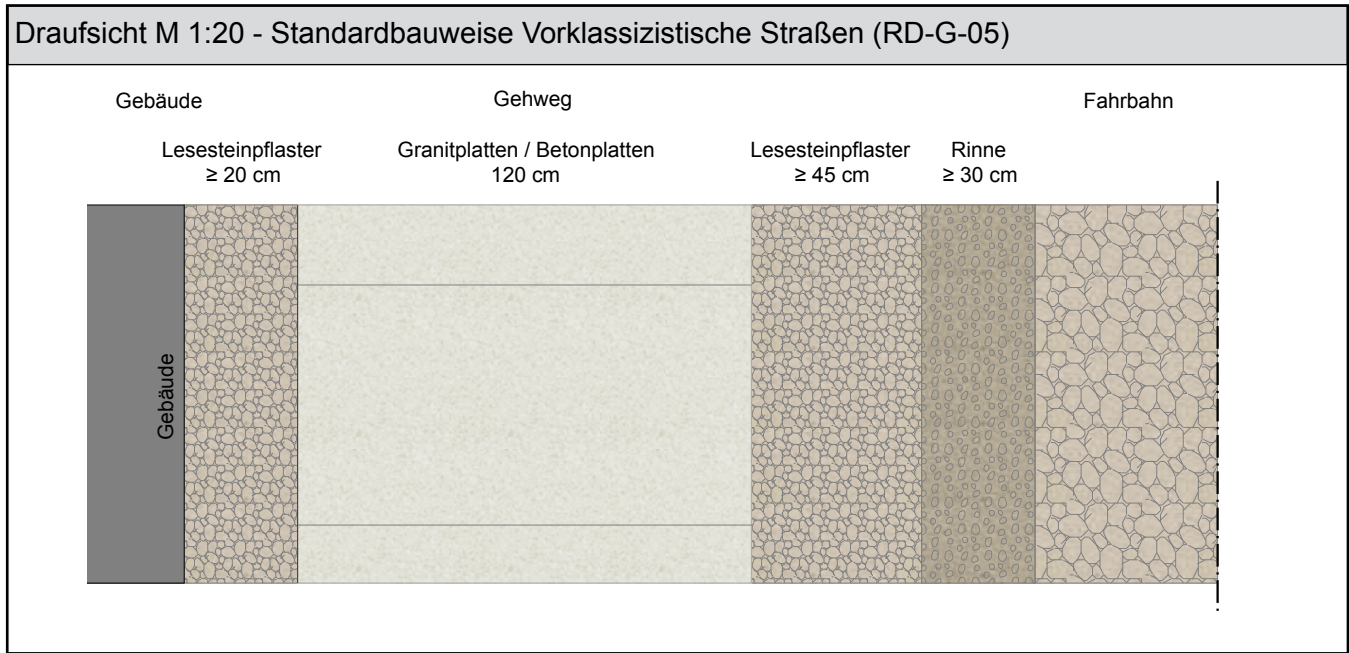 Draufsicht M 1:20 - Standardbauweise Vorklassizistische Straßen (RD-G-05)
Gebäude
Gehweg
Fahrbahn
Lesesteinpflaster
≥ 20 cm
Granitplatten / Betonplatten
120 cm
Lesesteinpflaster
≥ 45 cm
Rinne
≥ 30 cm
Gebäude